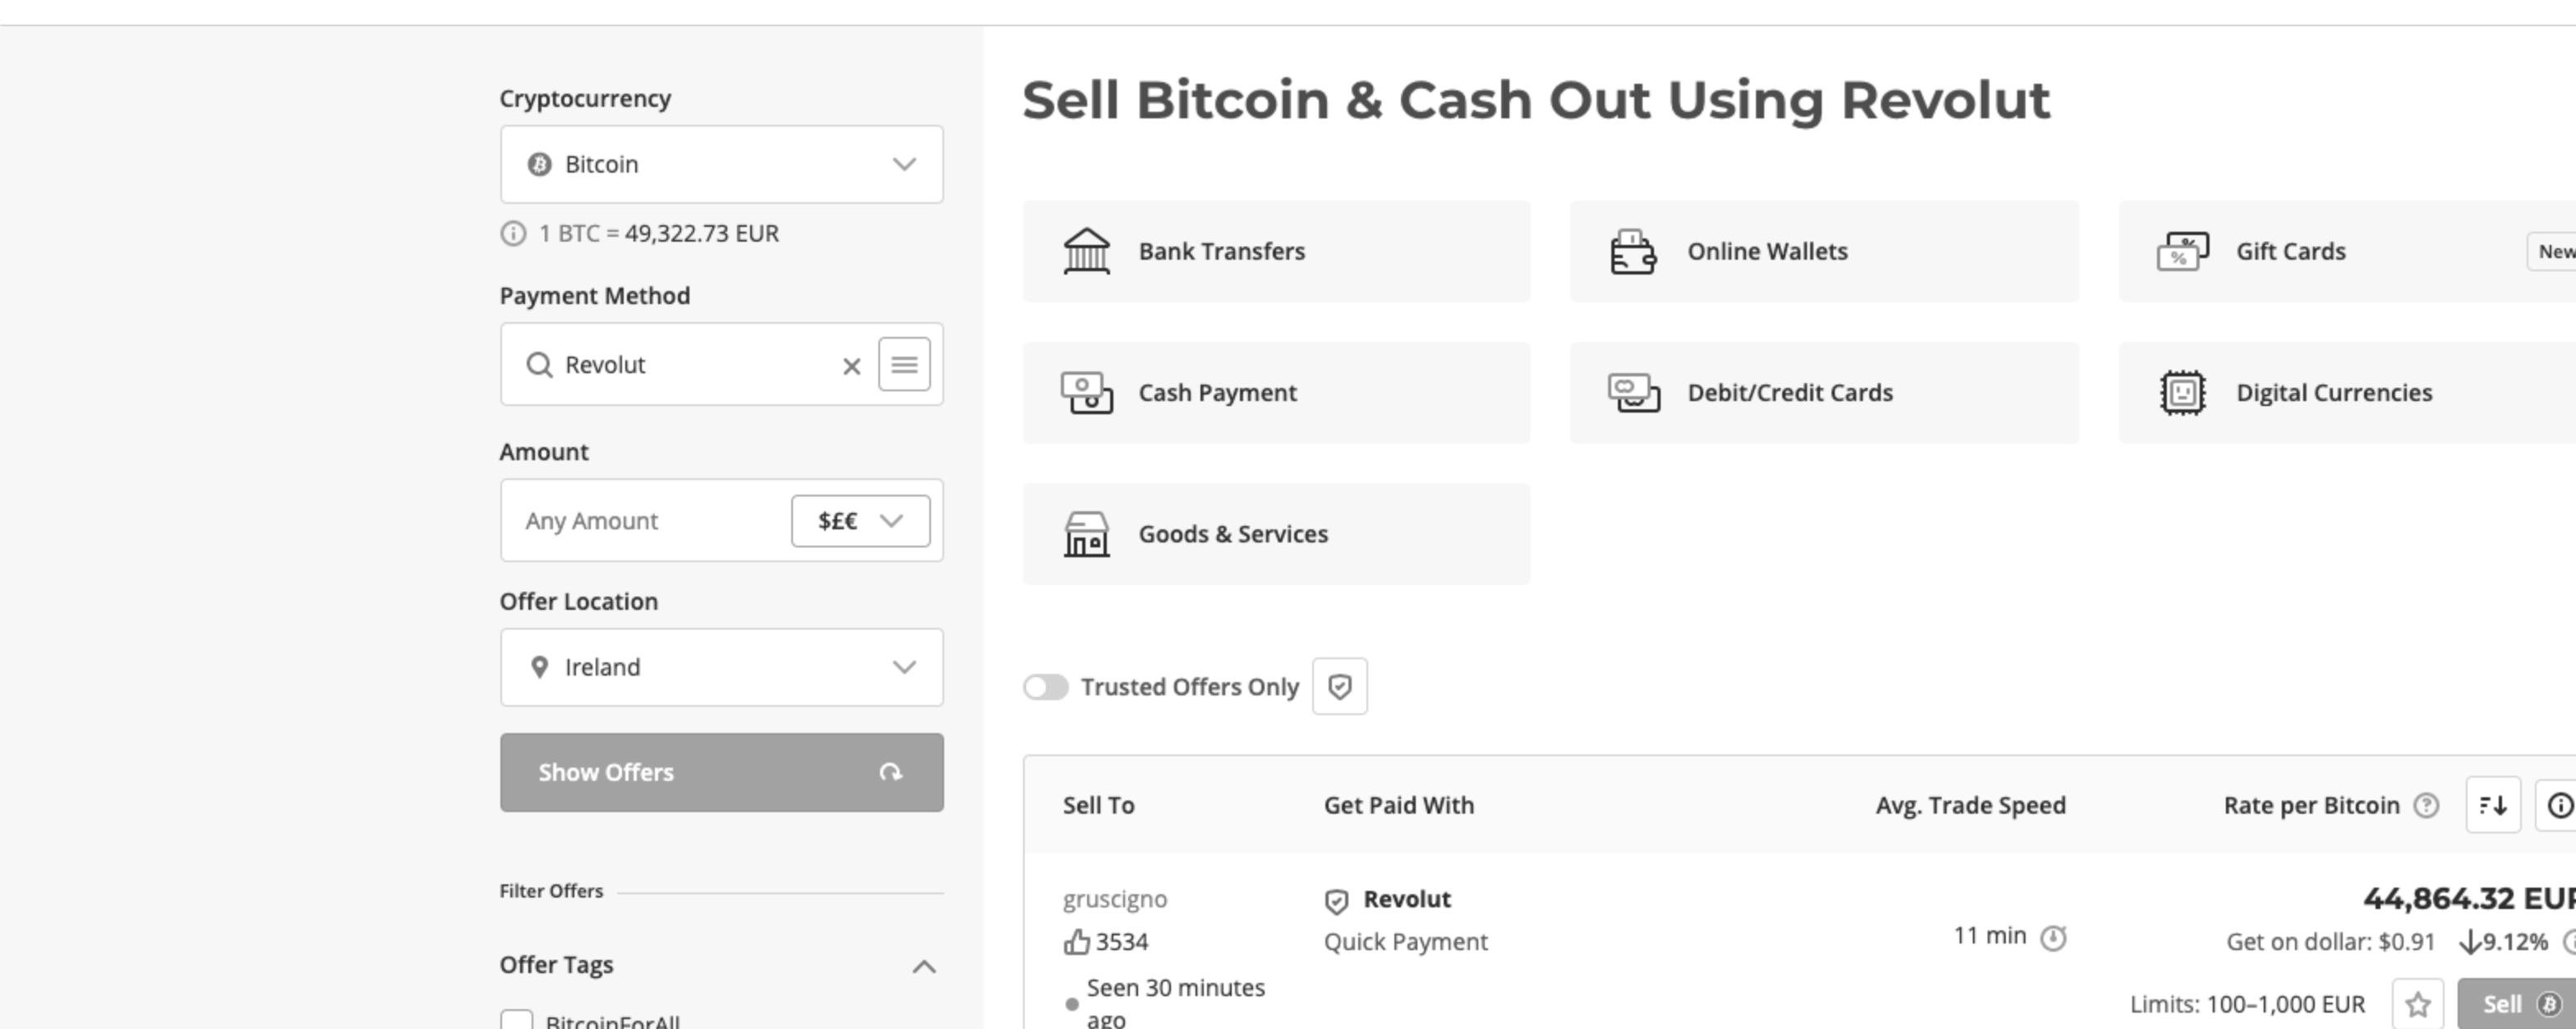 Cryptocurrency
Bitcoin
1 BTC = 49,322.73 EUR
Payment Method
Revolut
Amount
Any Amount
$£€
Offer Location
Ireland
Show Offers
Filter Offers
Offer Tags
BitcoinForAll
Sell Bitcoin & Cash Out Using Revolut
Bank Transfers
Online Wallets
Gift Cards
New
Cash Payment
Debit/Credit Cards
Digital Currencies
Goods & Services
Trusted Offers Only
Sell To
Get Paid With
Avg. Trade Speed
Rate per Bitcoin
gruscigno
3534
Seen 30 minutes
ago
Revolut
Quick Payment
11 min
44,864.32 EUR
Get on dollar: $0.91
9.12%
Limits: 100–1,000 EUR
Sell